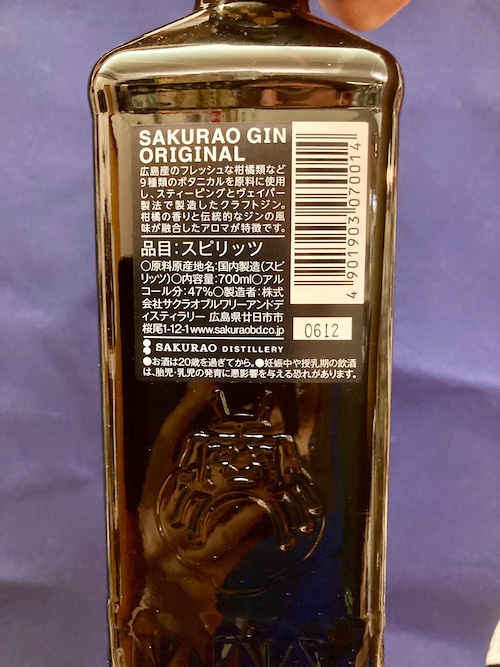 SAKURAO GIN
ORIGINAL
広島産のフレッシュな柑橘類など
9種類のボタニカルを原料に使用
し、スティーピングとヴェイパー
製法で製造したクラフトジン。
柑橘の香りと伝統的なジンの風
味が融合したアロマが特徴です。
品目：スピリッツ
○原料原産地名：国内製造（スピ
リッツ）○内容量：700ml○アル
コール分：47%○製造者：株式
会社サクラオブルワリーアンドデ
ィスティラリー 広島県廿日市市
桜尾1-12-1 www.sakuraobd.co.jp
SAKURAO DISTILLERY
●お酒は20歳を過ぎてから。●妊娠中や授乳期の飲酒
は、胎児・乳児の発育に悪影響を与える恐れがあります。
4 901903 070014
0612